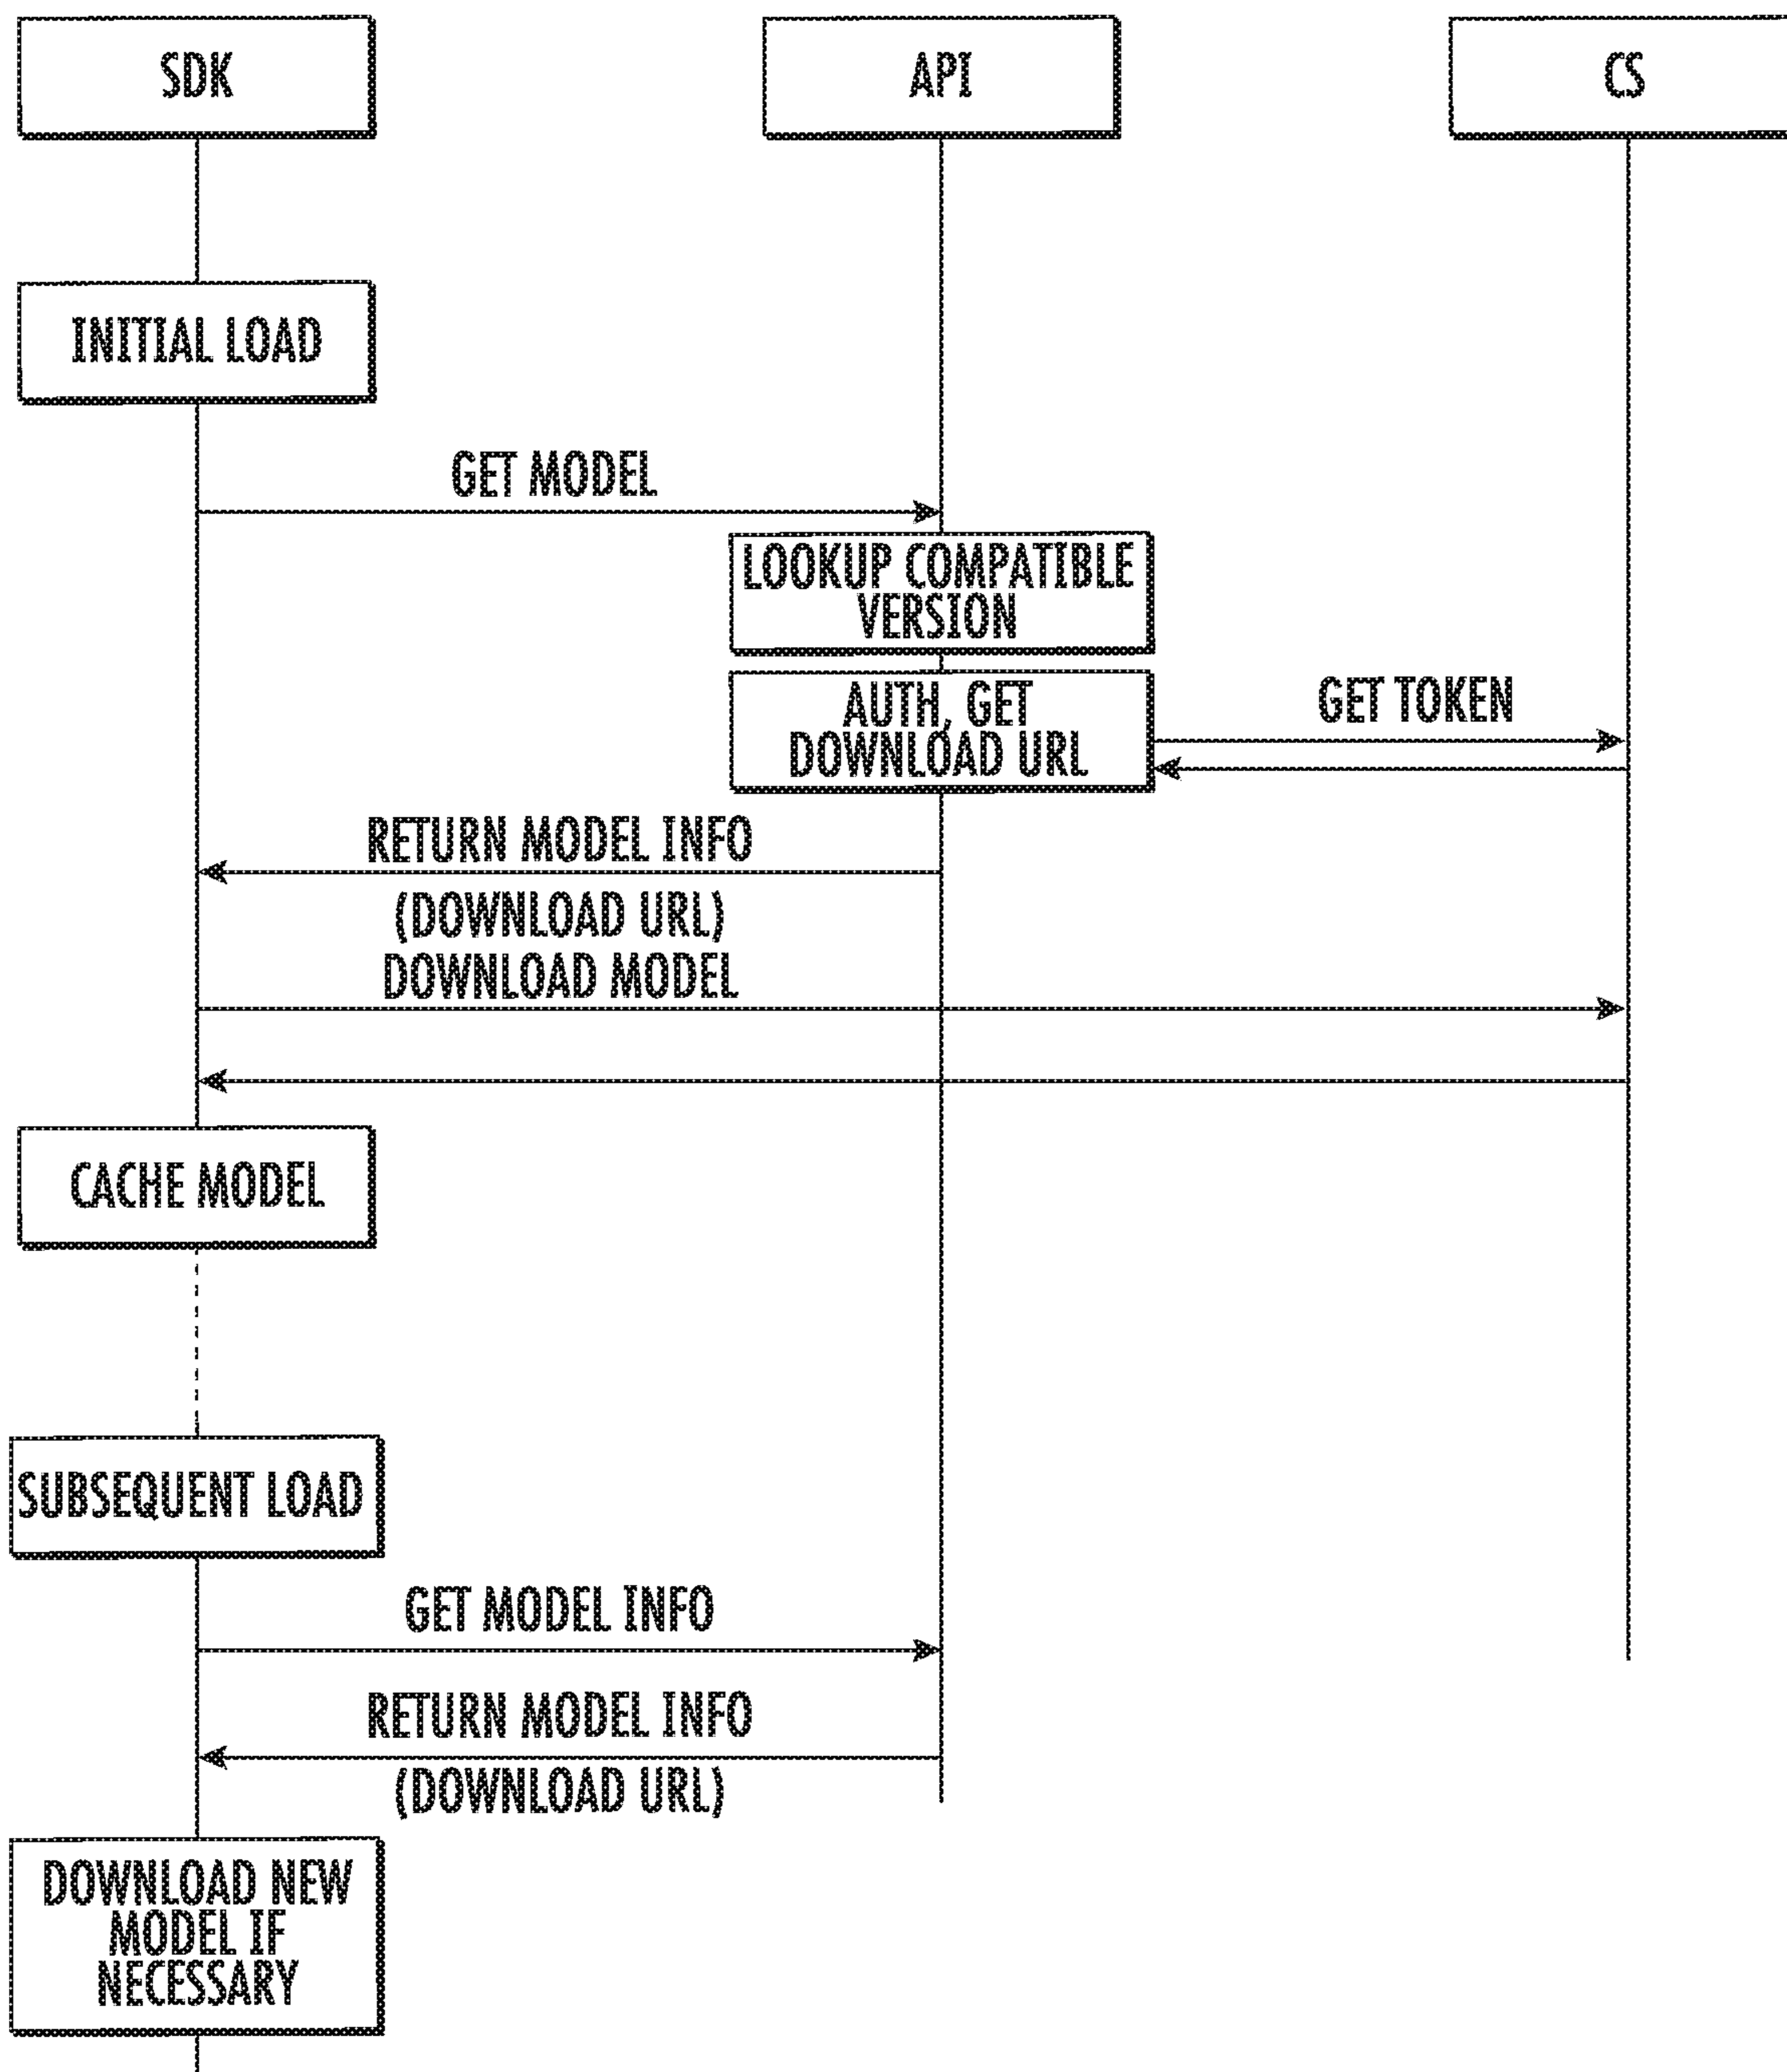 SDK
API
CS
INITIAL LOAD
GET MODEL
LOOKUP COMPATIBLE
VERSION
AUTH, GET
DOWNLOAD URL
GET TOKEN
RETURN MODEL INFO
(DOWNLOAD URL)
DOWNLOAD MODEL
CACHE MODEL
SUBSEQUENT LOAD
GET MODEL INFO
RETURN MODEL INFO
(DOWNLOAD URL)
DOWNLOAD NEW
MODEL IF
NECESSARY